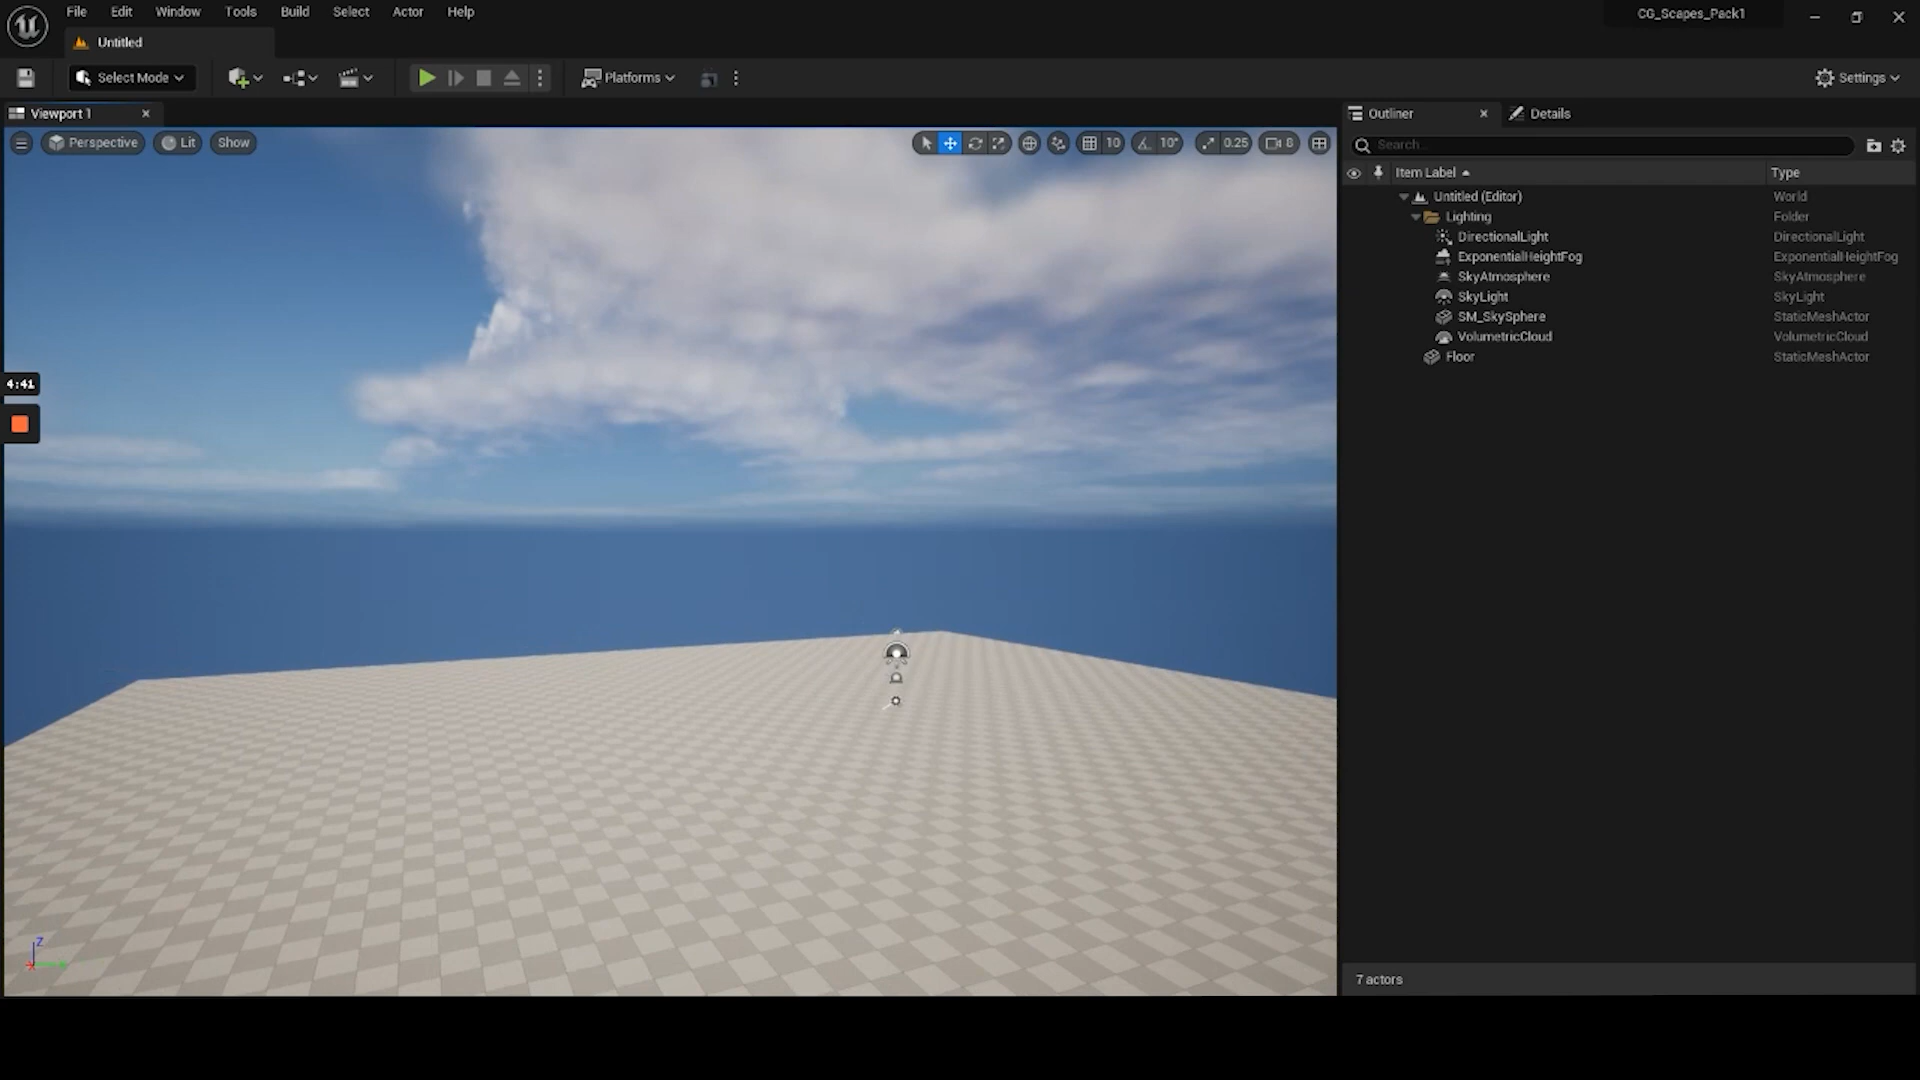 File Edit Window Tools Build Select Actor Help
CG_Scapes_Pack1
Untitled
Select Mode
Platforms
Settings
Viewport 1
Outliner
Details
Perspective
Lit
Show
10
10°
0.25
8
Search...
Item Label
Type
Untitled (Editor) World
Lighting Folder
DirectionalLight DirectionalLight
ExponentialHeightFog ExponentialHeightFog
SkyAtmosphere SkyAtmosphere
SkyLight SkyLight
SM_SkySphere StaticMeshActor
VolumetricCloud VolumetricCloud
Floor StaticMeshActor
4:41
Z
7 actors